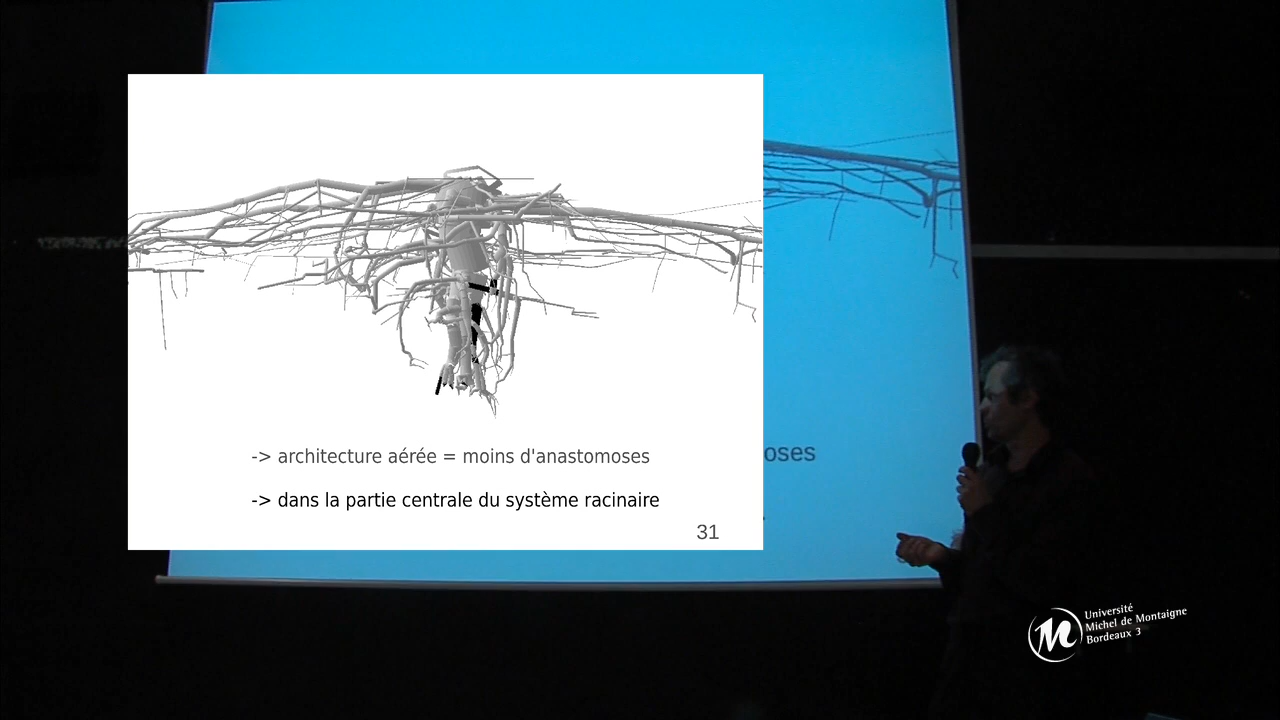 -> architecture aérée = moins d'anastomoses
oses
-> dans la partie centrale du système racinaire
31
Université
Michel de Montaigne
Bordeaux 3